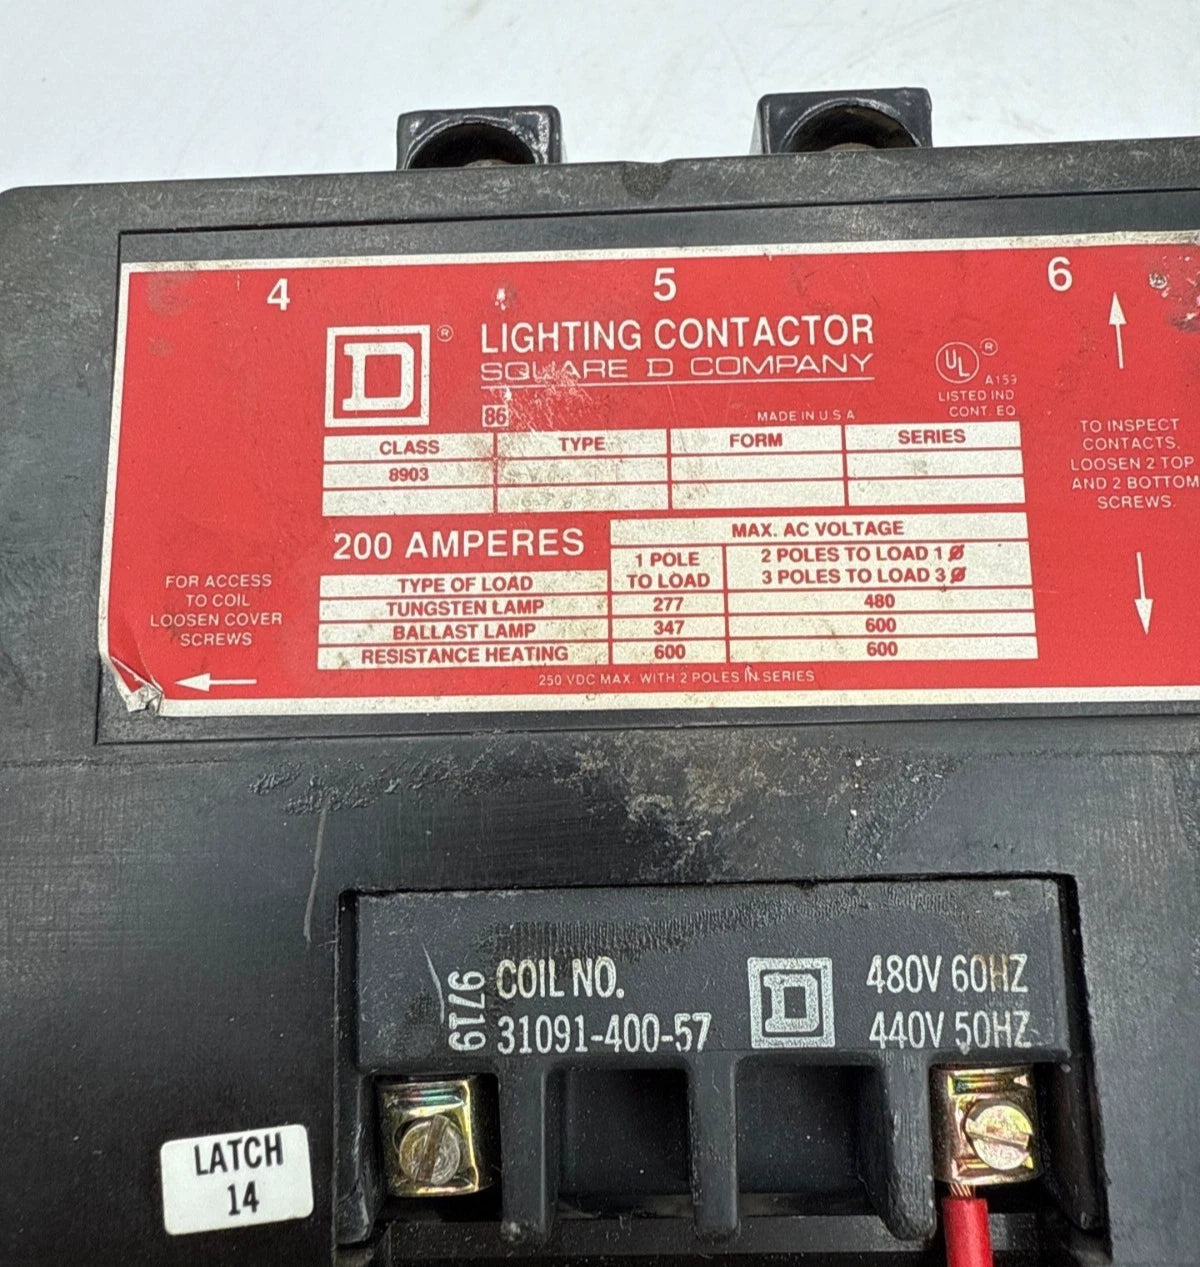 4 5 6
D ® LIGHTING CONTACTOR
SQUARE D COMPANY
UL ®
A159
LISTED IND
CONT. EQ
86
MADE IN U.S.A
CLASS TYPE FORM SERIES
8903
200 AMPERES
MAX. AC VOLTAGE
1 POLE
TO LOAD
2 POLES TO LOAD 1 Ø
3 POLES TO LOAD 3 Ø
TYPE OF LOAD
TUNGSTEN LAMP 277 480
BALLAST LAMP 347 600
RESISTANCE HEATING 600 600
250 VDC MAX. WITH 2 POLES IN SERIES
FOR ACCESS
TO COIL
LOOSEN COVER
SCREWS
TO INSPECT
CONTACTS.
LOOSEN 2 TOP
AND 2 BOTTOM
SCREWS.
9719
COIL NO.
31091-400-57
D
480V 60HZ
440V 50HZ
LATCH
14